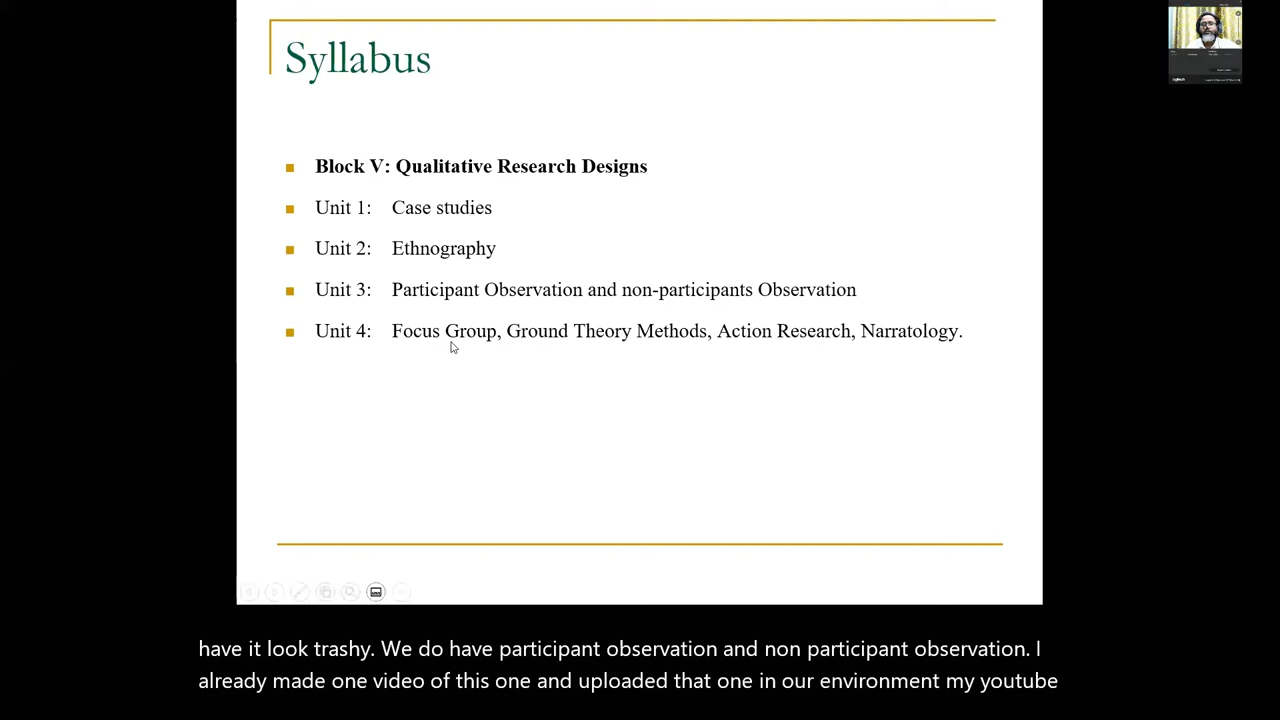 Syllabus
Block V: Qualitative Research Designs
Unit 1: Case studies
Unit 2: Ethnography
Unit 3: Participant Observation and non-participants Observation
Unit 4: Focus Group, Ground Theory Methods, Action Research, Narratology.
have it look trashy. We do have participant observation and non participant observation. I
already made one video of this one and uploaded that one in our environment my youtube